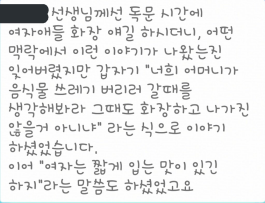 선생님께선 독문 시간에
여자애들 화장 얘길 하시더니, 어떤
맥락에서 이런 이야기가 나왔는진
잊어버렸지만 갑자기 "너희 어머니가
음식물 쓰레기 버리러 갈때를
생각해봐라 그때도 화장하고 나가진
않을거 아니냐" 라는 식으로 이야기
하셨었습니다.
이어 "여자는 짧게 입는 맛이 있긴
하지"라는 말씀도 하셨었고요